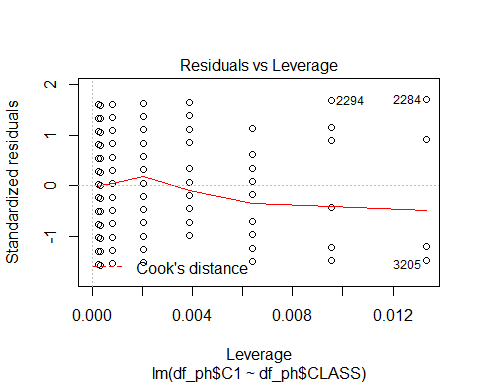 Residuals vs Leverage
Standardized residuals
2
1
0
-1
2294
2284
3205
Cook's distance
0.000
0.004
0.008
0.012
Leverage
lm(df_ph$C1 ~ df_ph$CLASS)